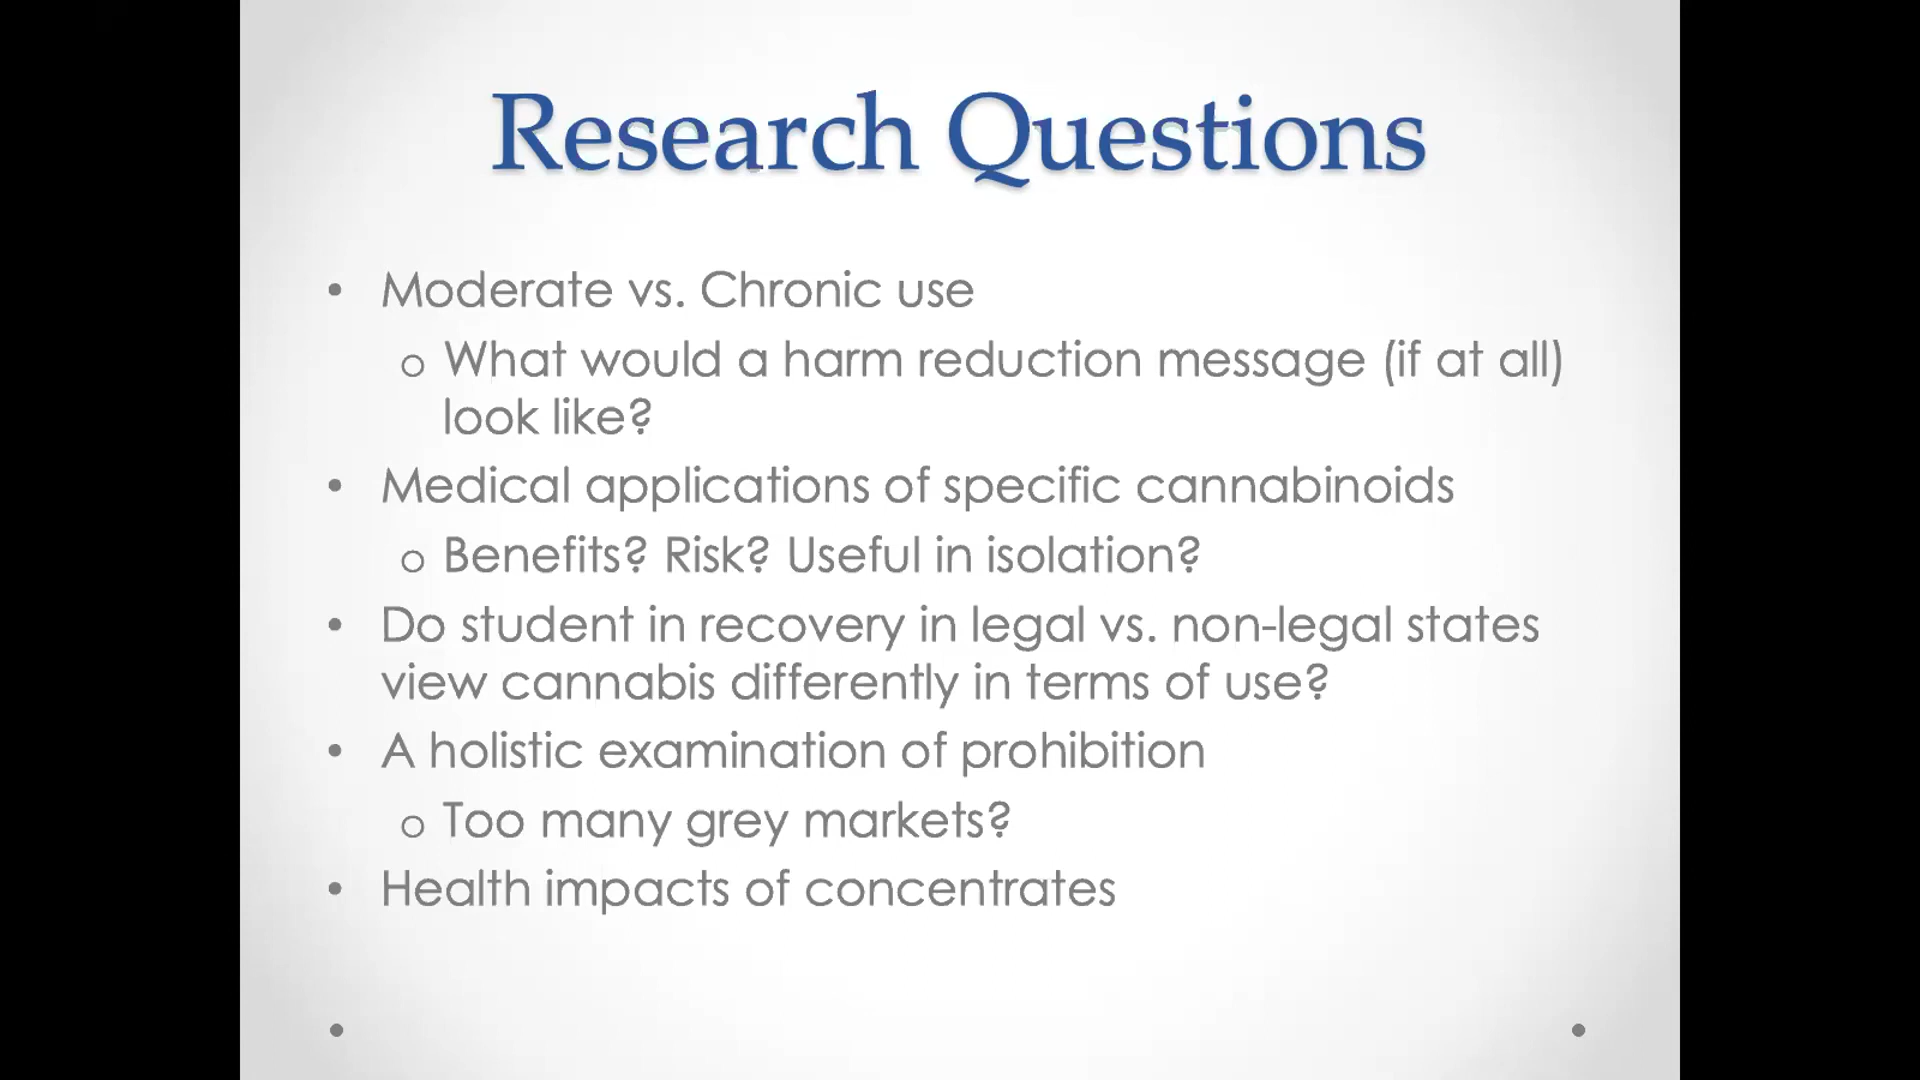 Research Questions
• Moderate vs. Chronic use
o What would a harm reduction message (if at all)
look like?
• Medical applications of specific cannabinoids
o Benefits? Risk? Useful in isolation?
• Do student in recovery in legal vs. non-legal states
view cannabis differently in terms of use?
• A holistic examination of prohibition
o Too many grey markets?
• Health impacts of concentrates